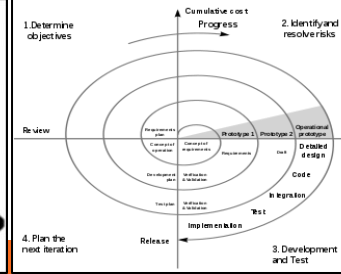 Cumulative cost
Progress
1.Determine
objectives
2. Identify and
resolve risks
Review
Requirements
plan
Concept of
operation
Concept of
requirements
Prototype 1
Prototype 2
Operational
prototype
Requirements
Draft
Detailed
design
Development
plan
Verification
& Validation
Code
Integration
Test plan
Verification
& Validation
Test
Implementation
Release
4. Plan the
next iteration
3. Development
and Test